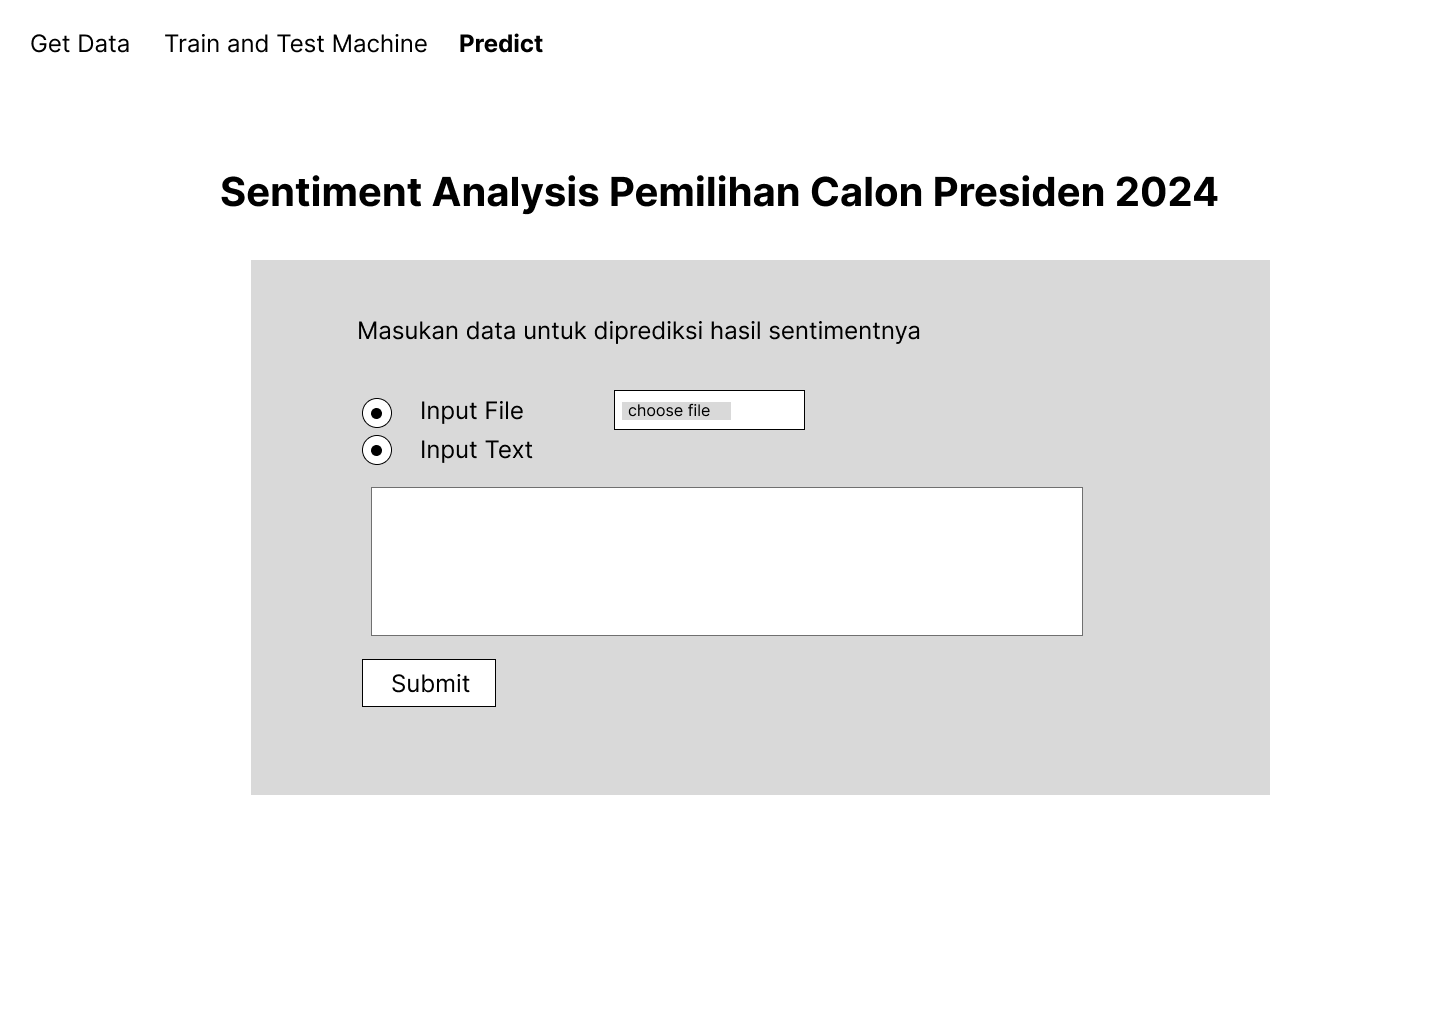 Get Data Train and Test Machine Predict
Sentiment Analysis Pemilihan Calon Presiden 2024
Masukan data untuk diprediksi hasil sentimentnya
Input File choose file
Input Text
Submit